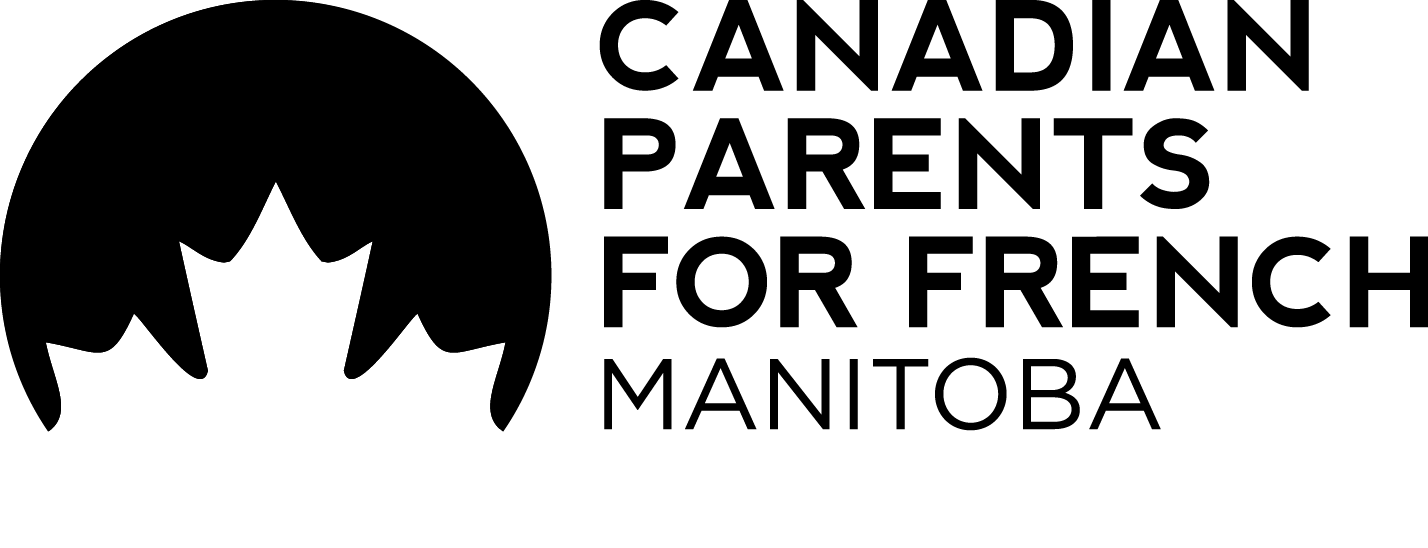 CANADIAN
PARENTS
FOR FRENCH
MANITOBA